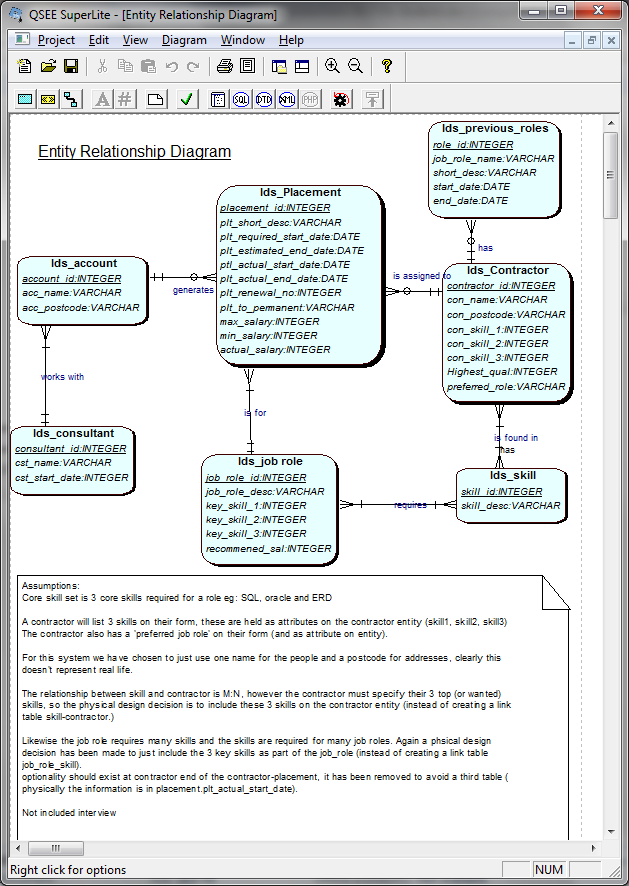 QSEE SuperLite - [Entity Relationship Diagram]
Project Edit View Diagram Window Help
SQL DTD XML PHP
Entity Relationship Diagram
lds_previous_roles
role_id:INTEGER
job_role_name:VARCHAR
short_desc:VARCHAR
start_date:DATE
end_date:DATE
has
lds_Placement
placement_id:INTEGER
plt_short_desc:VARCHAR
plt_required_start_date:DATE
plt_estimated_end_date:DATE
ptl_actual_start_date:DATE
plt_actual_end_date:DATE
plt_renewal_no:INTEGER
plt_to_permanent:VARCHAR
max_salary:INTEGER
min_salary:INTEGER
actual_salary:INTEGER
lds_account
account_id:INTEGER
acc_name:VARCHAR
acc_postcode:VARCHAR
generates
is assigned to
lds_Contractor
contractor_id:INTEGER
con_name:VARCHAR
con_postcode:VARCHAR
con_skill_1:INTEGER
con_skill_2:INTEGER
con_skill_3:INTEGER
Highest_qual:INTEGER
preferred_role:VARCHAR
works with
is for
is found in
has
lds_consultant
consultant_id:INTEGER
cst_name:VARCHAR
cst_start_date:INTEGER
lds_job role
job_role_id:INTEGER
job_role_desc:VARCHAR
key_skill_1:INTEGER
key_skill_2:INTEGER
key_skill_3:INTEGER
recommened_sal:INTEGER
requires
lds_skill
skill_id:INTEGER
skill_desc:VARCHAR
Assumptions:
Core skill set is 3 core skills required for a role eg: SQL, oracle and ERD
A contractor will list 3 skills on their form, these are held as attributes on the contractor entity (skill1, skill2, skill3)
The contractor also has a 'preferred job role' on their form (and as attribute on entity).
For this system we have chosen to just use one name for the people and a postcode for addresses, clearly this
doesn't represent real life.
The relationship between skill and contractor is M:N, however the contractor must specify their 3 top (or wanted)
skills, so the physical design decision is to include these 3 skills on the contractor entity (instead of creating a link
table skill-contractor.)
Likewise the job role requires many skills and the skills are required for many job roles. Again a phsical design
decision has been made to just include the 3 key skills as part of the job_role (instead of creating a link table
job_role_skill).
optionality should exist at contractor end of the contractor-placement, it has been removed to avoid a third table (
physically the information is in placement.plt_actual_start_date).
Not included interview
Right click for options
NUM